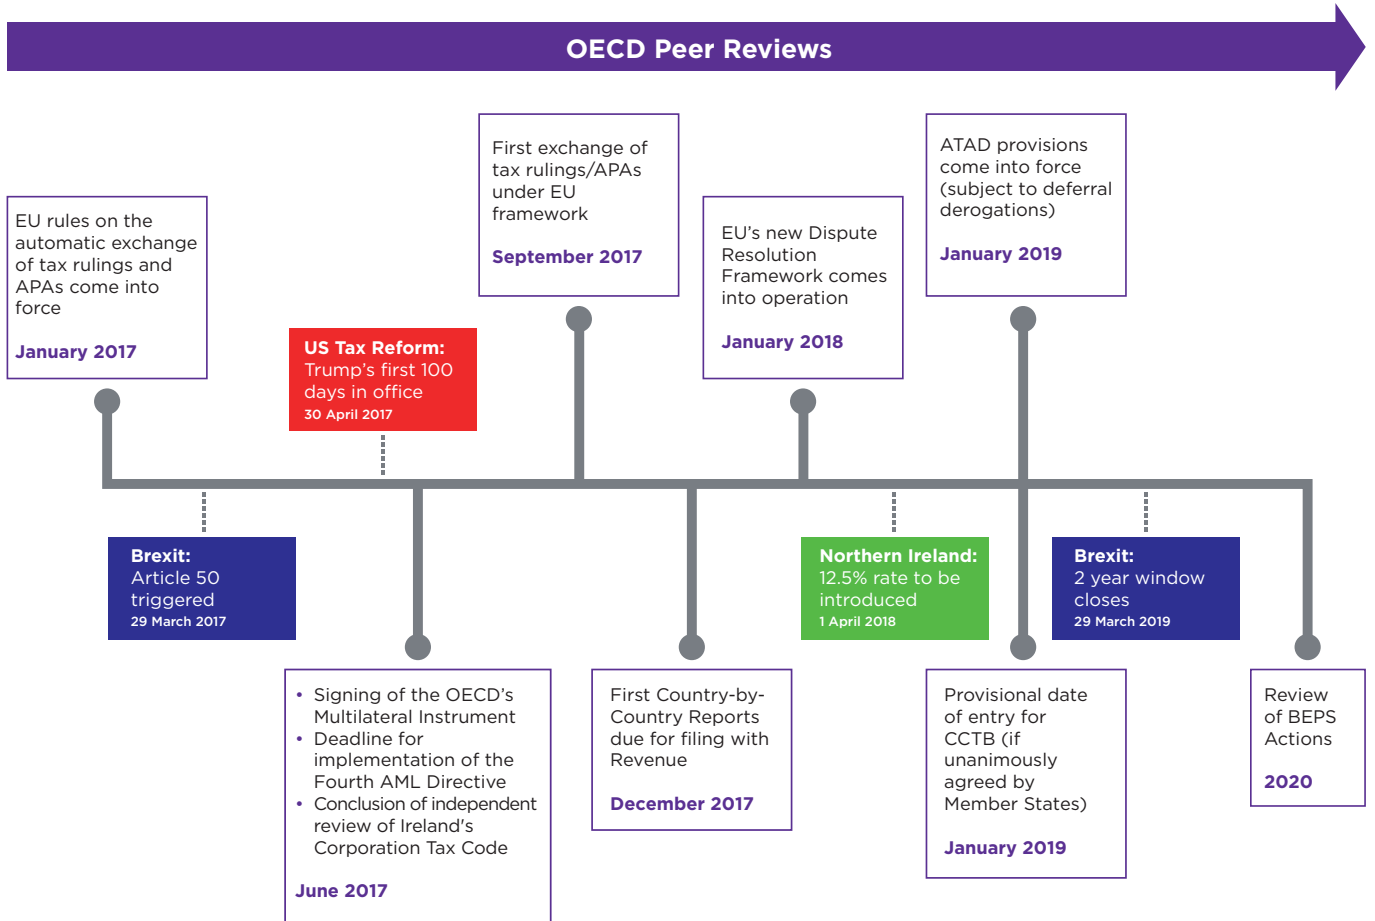 OECD Peer Reviews
EU rules on the
automatic exchange
of tax rulings and
APAs come into
force
January 2017
US Tax Reform:
Trump's first 100
days in office
30 April 2017
First exchange of
tax rulings/APAs
under EU
framework
September 2017
EU's new Dispute
Resolution
Framework comes
into operation
January 2018
ATAD provisions
come into force
(subject to deferral
derogations)
January 2019
Brexit:
Article 50
triggered
29 March 2017
• Signing of the OECD's
Multilateral Instrument
• Deadline for
implementation of the
Fourth AML Directive
• Conclusion of independent
review of Ireland's
Corporation Tax Code
June 2017
First Country-by-
Country Reports
due for filing with
Revenue
December 2017
Northern Ireland:
12.5% rate to be
introduced
1 April 2018
Provisional date
of entry for
CCTB (if
unanimously
agreed by
Member States)
January 2019
Brexit:
2 year window
closes
29 March 2019
Review
of BEPS
Actions
2020